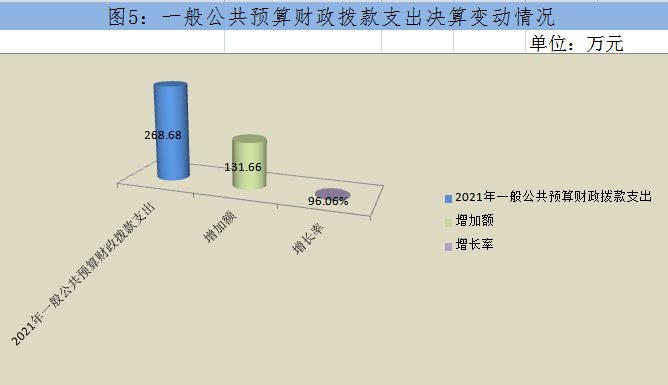 图5：一般公共预算财政拨款支出决算变动情况
单位：万元
268.68
131.66
96.06%
2021年一般公共预算财政拨款支出
增加额
增长率
2021年一般公共预算财政拨款支出
增加额
增长率